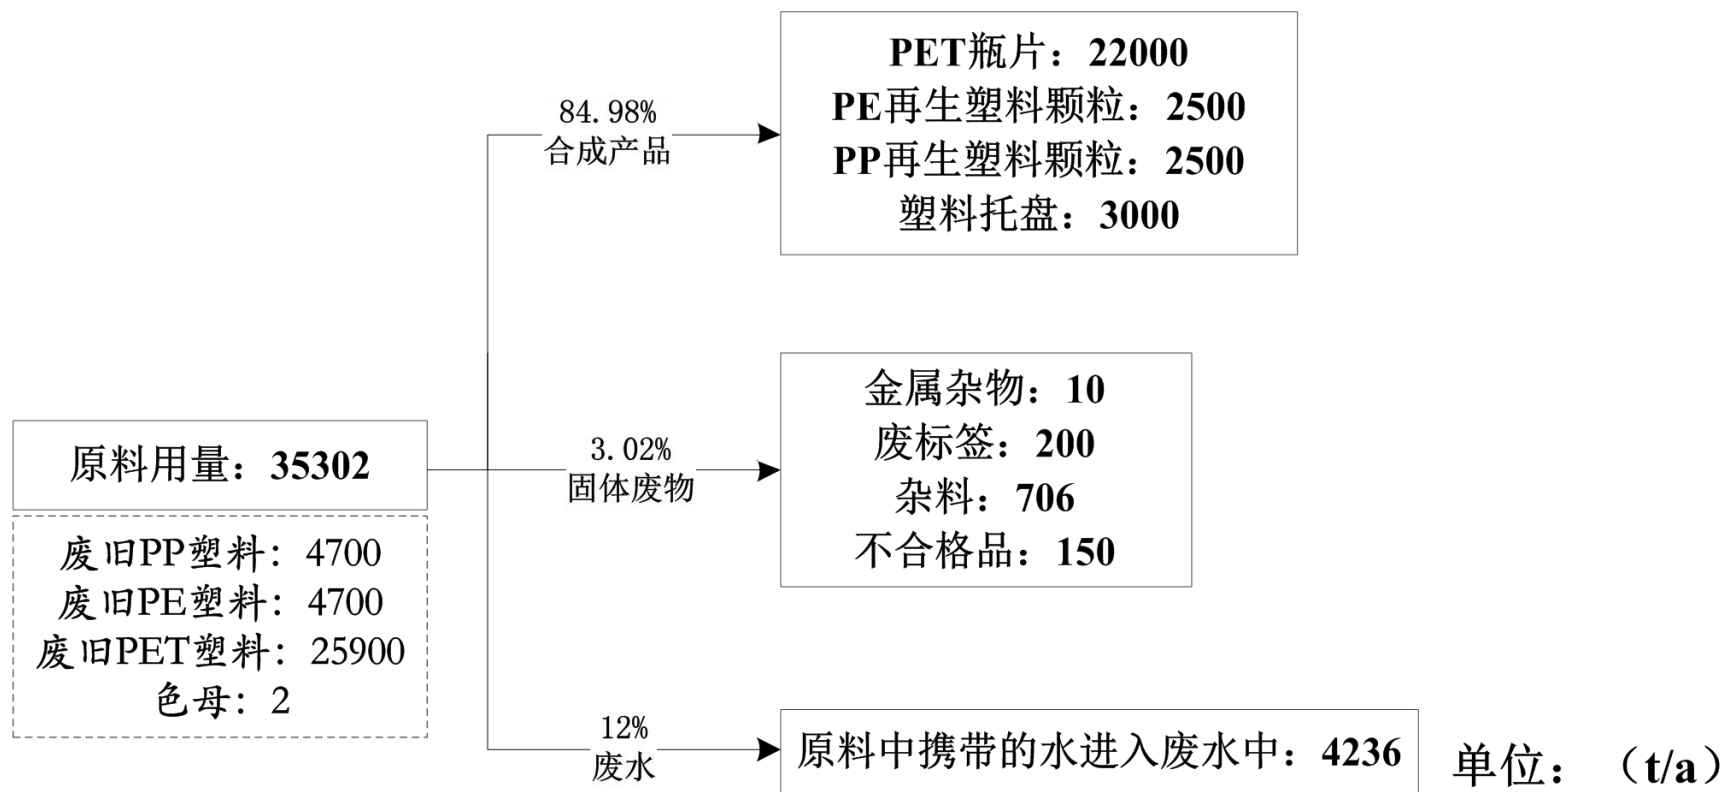 PET瓶片：22000
PE再生塑料颗粒：2500
PP再生塑料颗粒：2500
塑料托盘：3000
84.98%
合成产品
金属杂物：10
废标签：200
杂料：706
不合格品：150
3.02%
固体废物
原料用量：35302
废旧PP塑料：4700
废旧PE塑料：4700
废旧PET塑料：25900
色母：2
12%
废水
原料中携带的水进入废水中：4236
单位：（t/a）